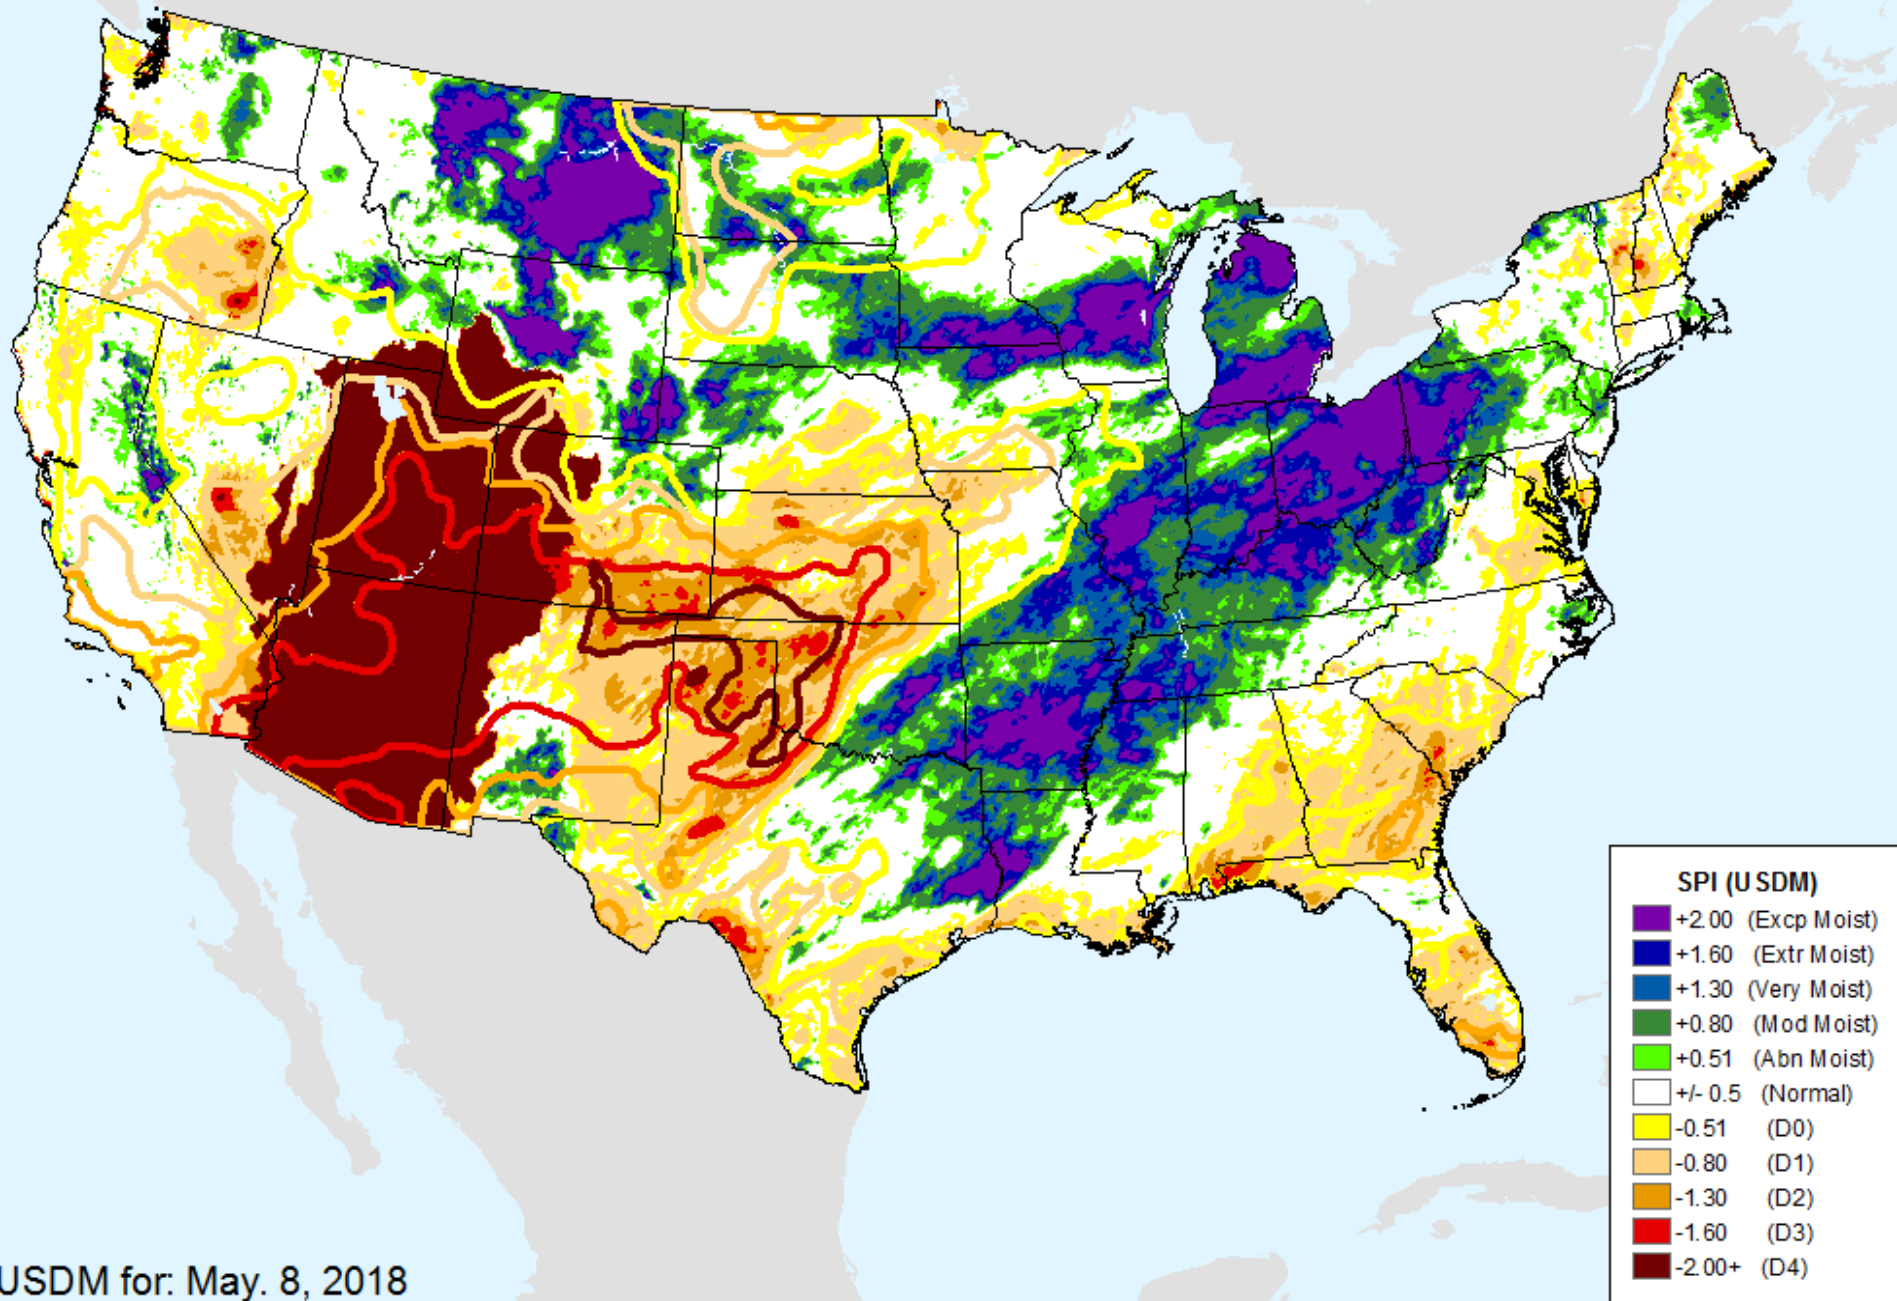 SPI (USDM)
+2.00 (Excp Moist)
+1.60 (Extr Moist)
+1.30 (Very Moist)
+0.80 (Mod Moist)
+0.51 (Abn Moist)
+/- 0.5 (Normal)
-0.51 (D0)
-0.80 (D1)
-1.30 (D2)
-1.60 (D3)
-2.00+ (D4)
USDM for: May. 8, 2018